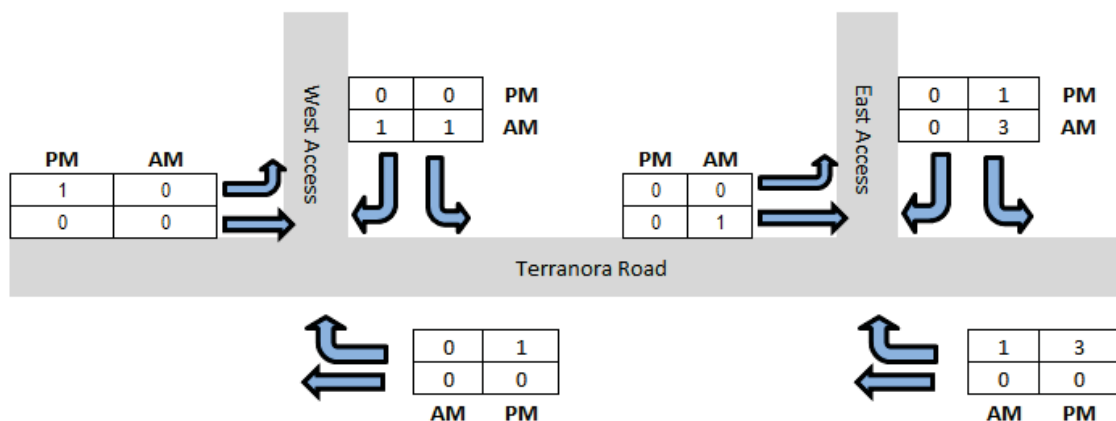 West Access
0 0 PM
1 1 AM
PM AM
1 0
0 0
East Access
0 1 PM
0 3 AM
PM AM
0 0
0 1
Terranora Road
0 1
0 0
AM PM
1 3
0 0
AM PM